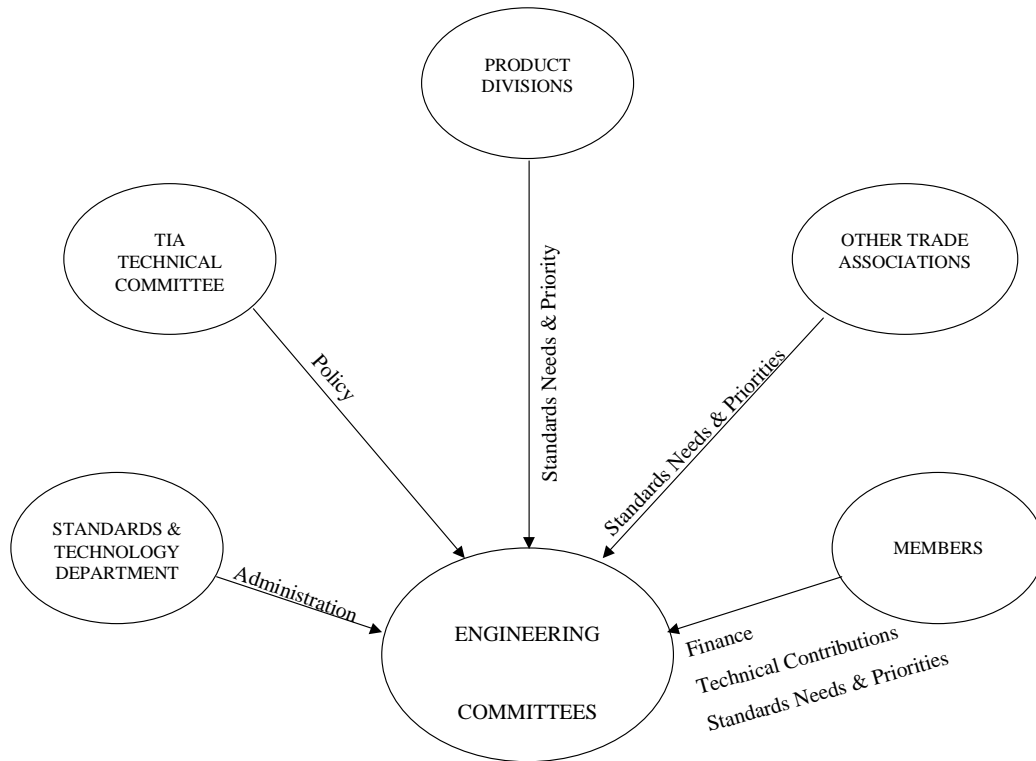 PRODUCT
DIVISIONS
TIA
TECHNICAL
COMMITTEE
OTHER TRADE
ASSOCIATIONS
Standards Needs & Priority
Policy
Standards Needs & Priorities
STANDARDS &
TECHNOLOGY
DEPARTMENT
MEMBERS
Administration
ENGINEERING
COMMITTEES
Finance
Technical Contributions
Standards Needs & Priorities